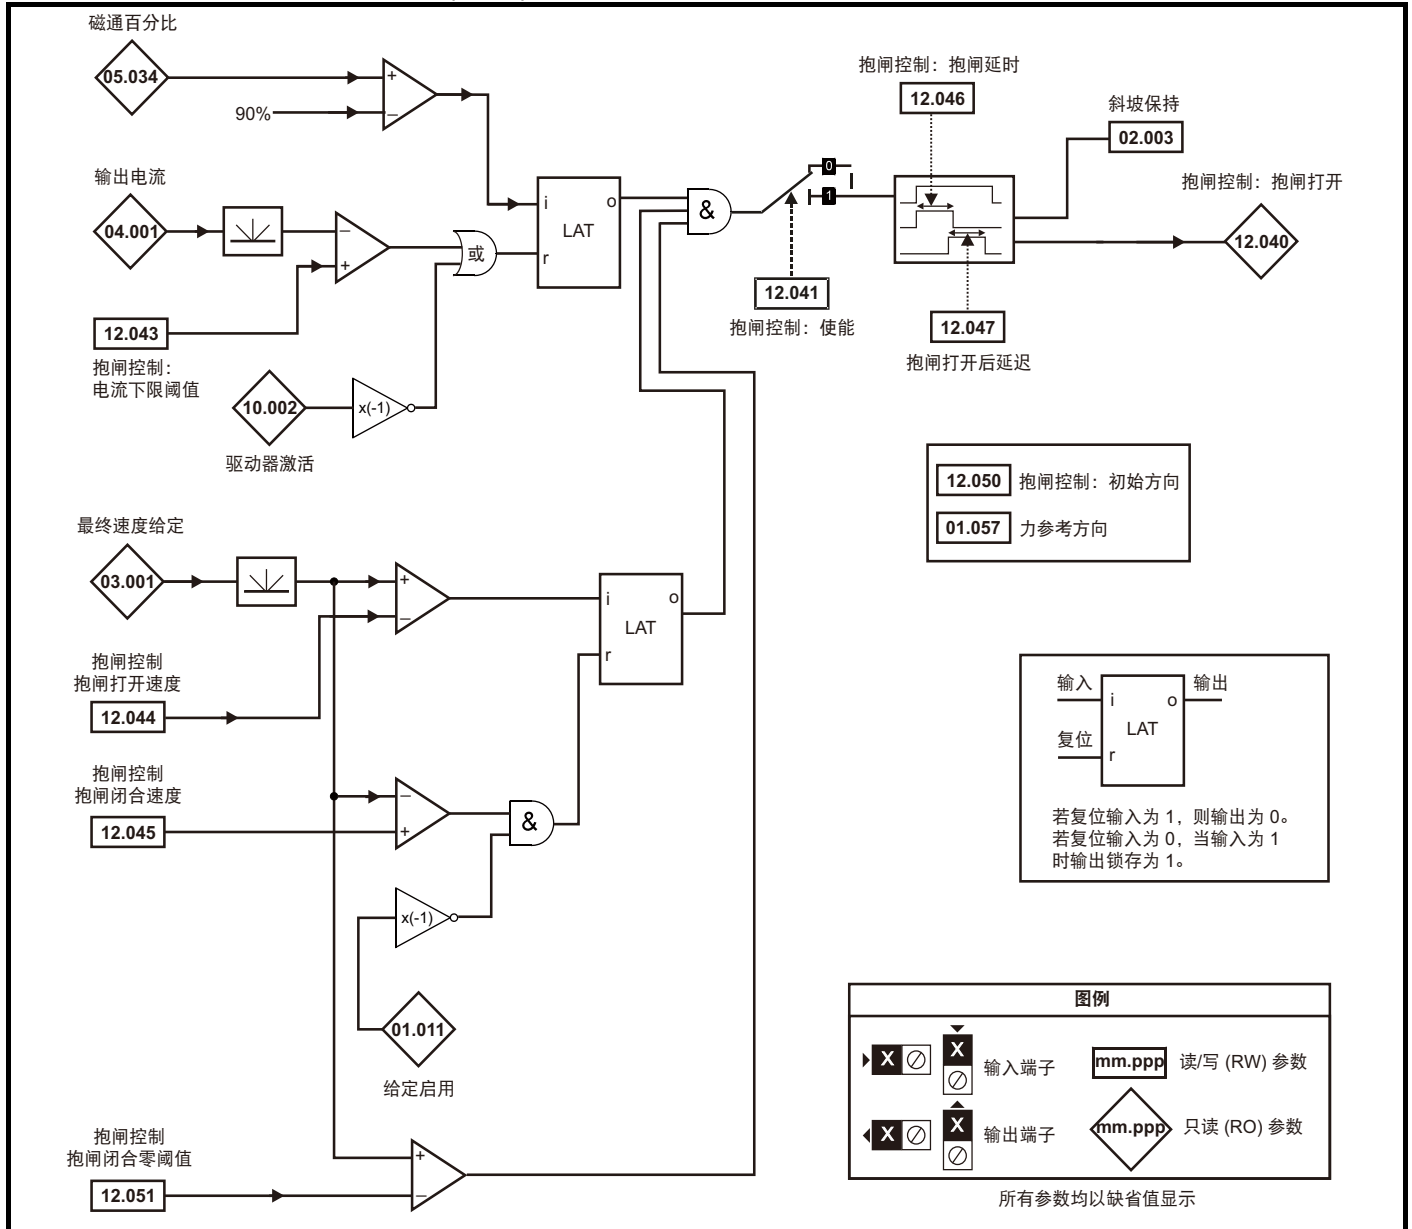 磁通百分比
05.034
90%
+
−
输出电流
04.001
−
+
12.043
抱闸控制：
电流下限阈值
10.002
x(-1)
驱动器激活
或
i
o
LAT
r
&
0
1
12.041
抱闸控制：使能
抱闸控制：抱闸延时
12.046
12.047
抱闸打开后延迟
斜坡保持
02.003
抱闸控制：抱闸打开
12.040
12.050 抱闸控制：初始方向
01.057 力参考方向
最终速度给定
03.001
+
−
抱闸控制
抱闸打开速度
12.044
i
o
LAT
r
抱闸控制
抱闸闭合速度
12.045
−
+
&
x(-1)
01.011
给定启用
抱闸控制
抱闸闭合零阈值
12.051
+
−
输入
输出
i
o
LAT
复位
r
若复位输入为 1，则输出为 0。
若复位输入为 0，当输入为 1
时输出锁存为 1。
图例
X
X
输入端子
mm.ppp
读/写 (RW) 参数
X
X
输出端子
mm.ppp
只读 (RO) 参数
所有参数均以缺省值显示